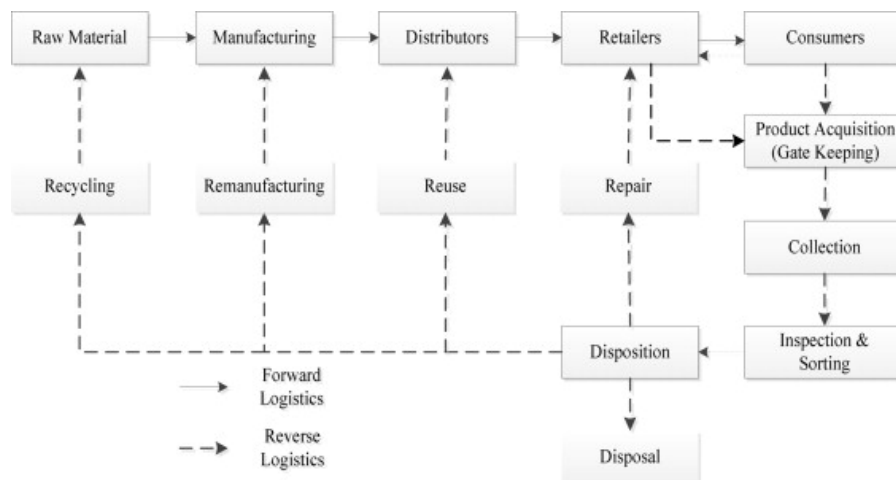 Raw Material
Manufacturing
Distributors
Retailers
Consumers
Product Acquisition
(Gate Keeping)
Recycling
Remanufacturing
Reuse
Repair
Collection
Disposition
Inspection &
Sorting
Forward
Logistics
Reverse
Logistics
Disposal